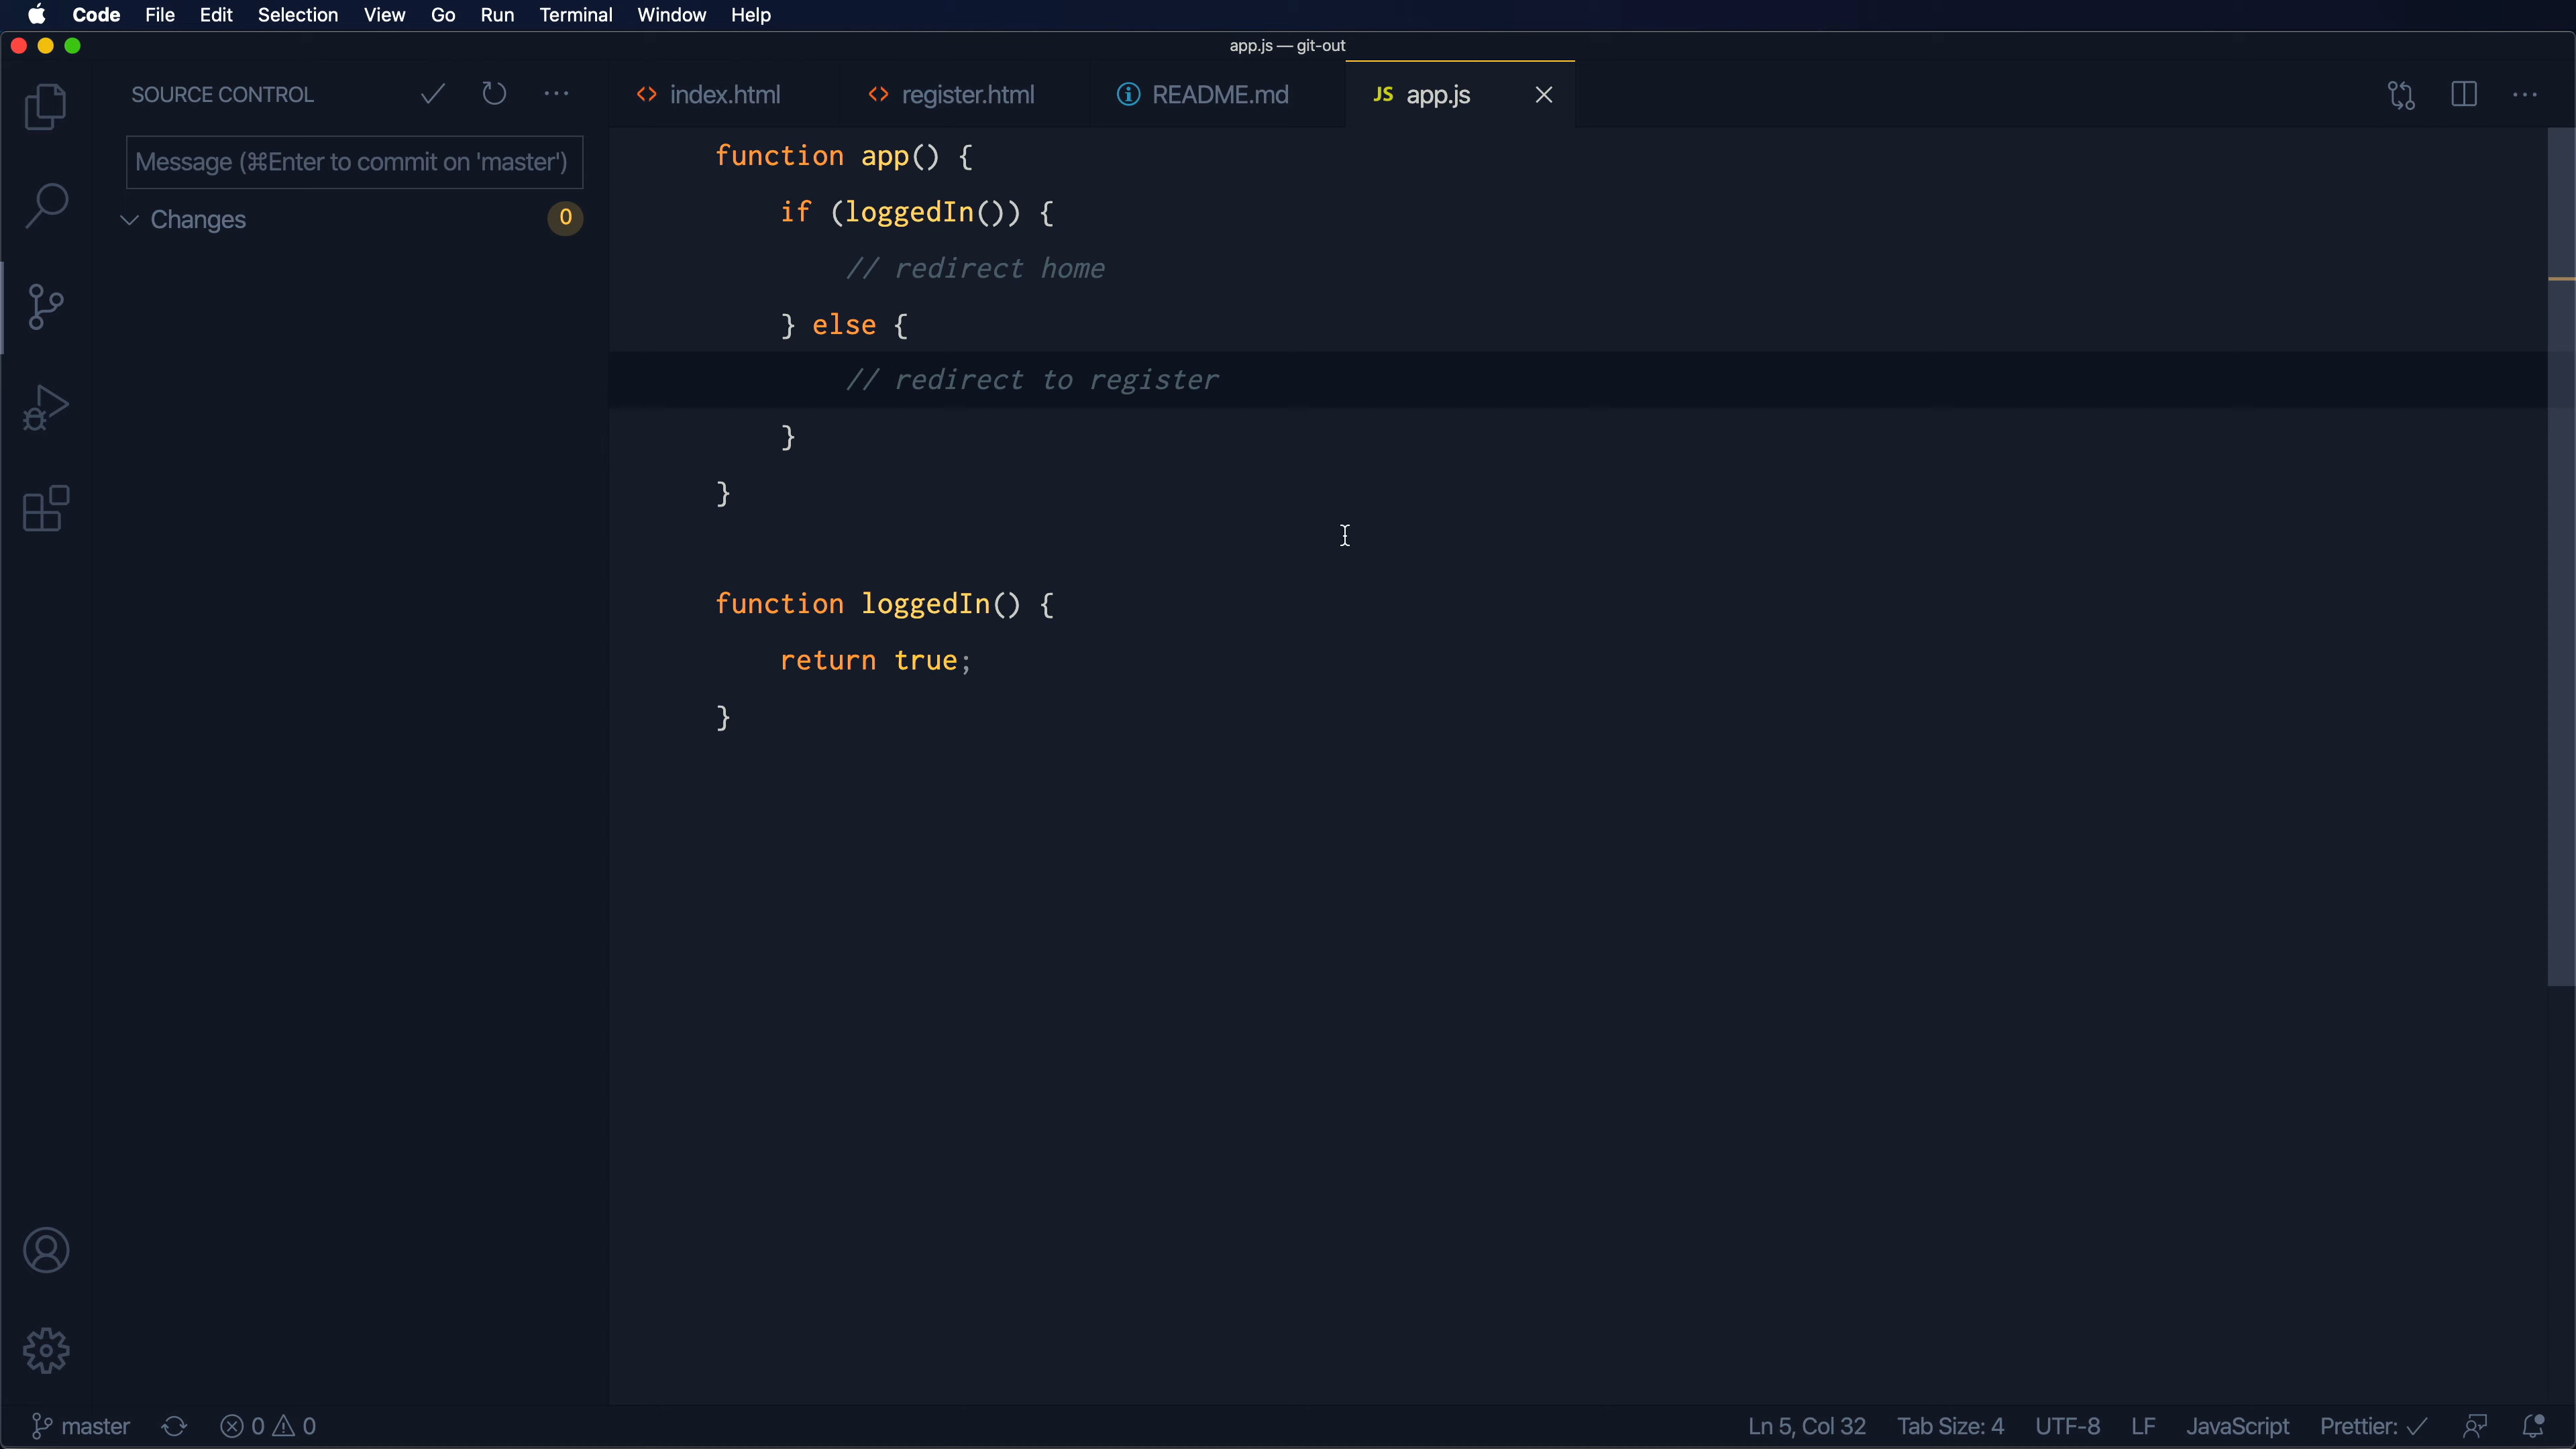 Code File Edit Selection View Go Run Terminal Window Help
app.js — git-out
SOURCE CONTROL
index.html register.html README.md JS app.js
Message (⌘Enter to commit on 'master')
Changes 0
function app() {
if (loggedIn()) {
// redirect home
} else {
// redirect to register
}
}
function loggedIn() {
return true;
}
master 0 0 Ln 5, Col 32 Tab Size: 4 UTF-8 LF JavaScript Prettier: ✓